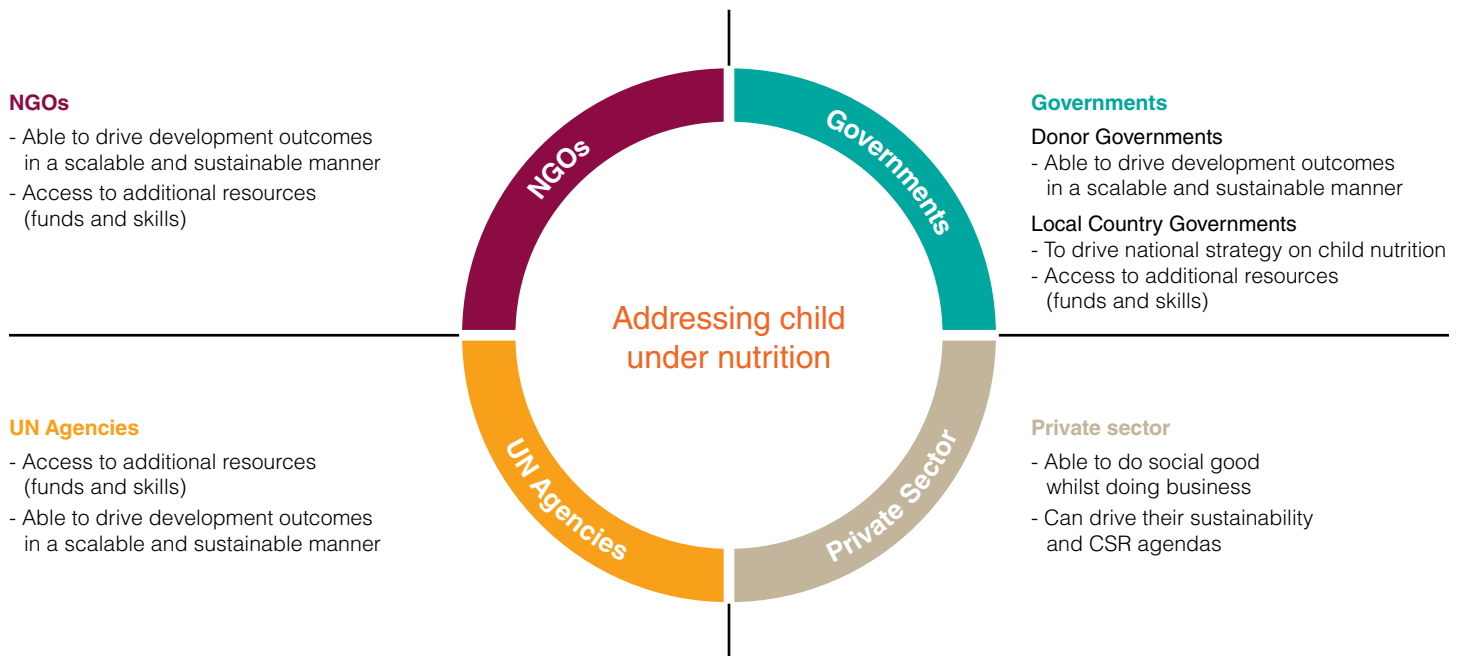 NGOs
- Able to drive development outcomes
in a scalable and sustainable manner
- Access to additional resources
(funds and skills)
NGOs
Governments
Governments
Donor Governments
- Able to drive development outcomes
in a scalable and sustainable manner
Local Country Governments
- To drive national strategy on child nutrition
- Access to additional resources
(funds and skills)
Addressing child
under nutrition
UN Agencies
- Access to additional resources
(funds and skills)
- Able to drive development outcomes
in a scalable and sustainable manner
UN Agencies
Private Sector
Private sector
- Able to do social good
whilst doing business
- Can drive their sustainability
and CSR agendas